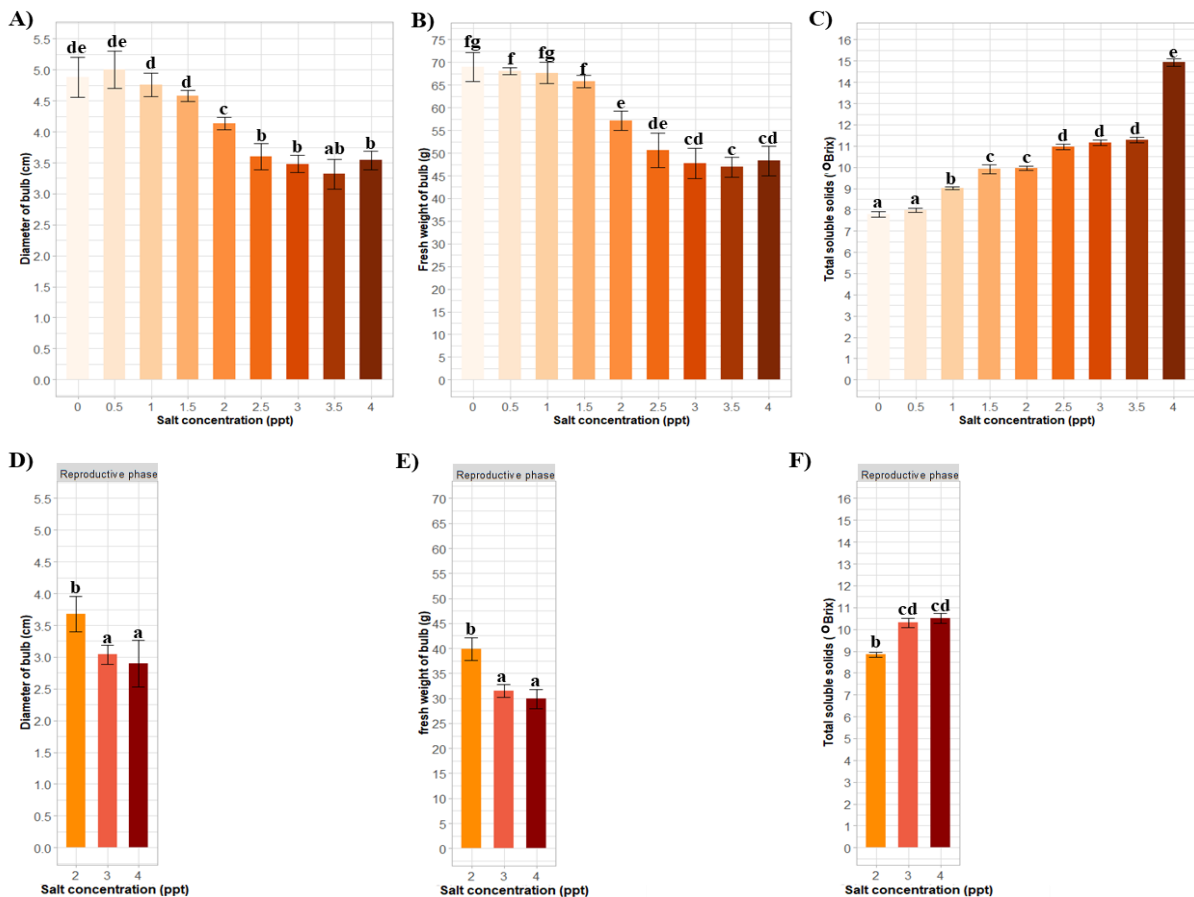 A)
de
de
d
d
c
b
b
ab
b
5.5
5.0
4.5
4.0
3.5
3.0
2.5
2.0
1.5
1.0
0.5
0.0
Diameter of bulb (cm)
0 0.5 1 1.5 2 2.5 3 3.5 4
Salt concentration (ppt)
B)
fg
f
fg
f
e
de
cd
c
cd
75
70
65
60
55
50
45
40
35
30
25
20
15
10
5
0
Fresh weight of bulb (g)
0 0.5 1 1.5 2 2.5 3 3.5 4
Salt concentration (ppt)
C)
a
a
b
c
c
d
d
d
e
16
15
14
13
12
11
10
9
8
7
6
5
4
3
2
1
0
Total soluble solids (°Brix)
0 0.5 1 1.5 2 2.5 3 3.5 4
Salt concentration (ppt)
D)
Reproductive phase
b
a
a
5.5
5.0
4.5
4.0
3.5
3.0
2.5
2.0
1.5
1.0
0.5
0.0
Diameter of bulb (cm)
2 3 4
Salt concentration (ppt)
E)
Reproductive phase
b
a
a
70
65
60
55
50
45
40
35
30
25
20
15
10
5
0
fresh weight of bulb (g)
2 3 4
Salt concentration (ppt)
F)
Reproductive phase
b
cd
cd
16
15
14
13
12
11
10
9
8
7
6
5
4
3
2
1
0
Total soluble solids (°Brix)
2 3 4
Salt concentration (ppt)